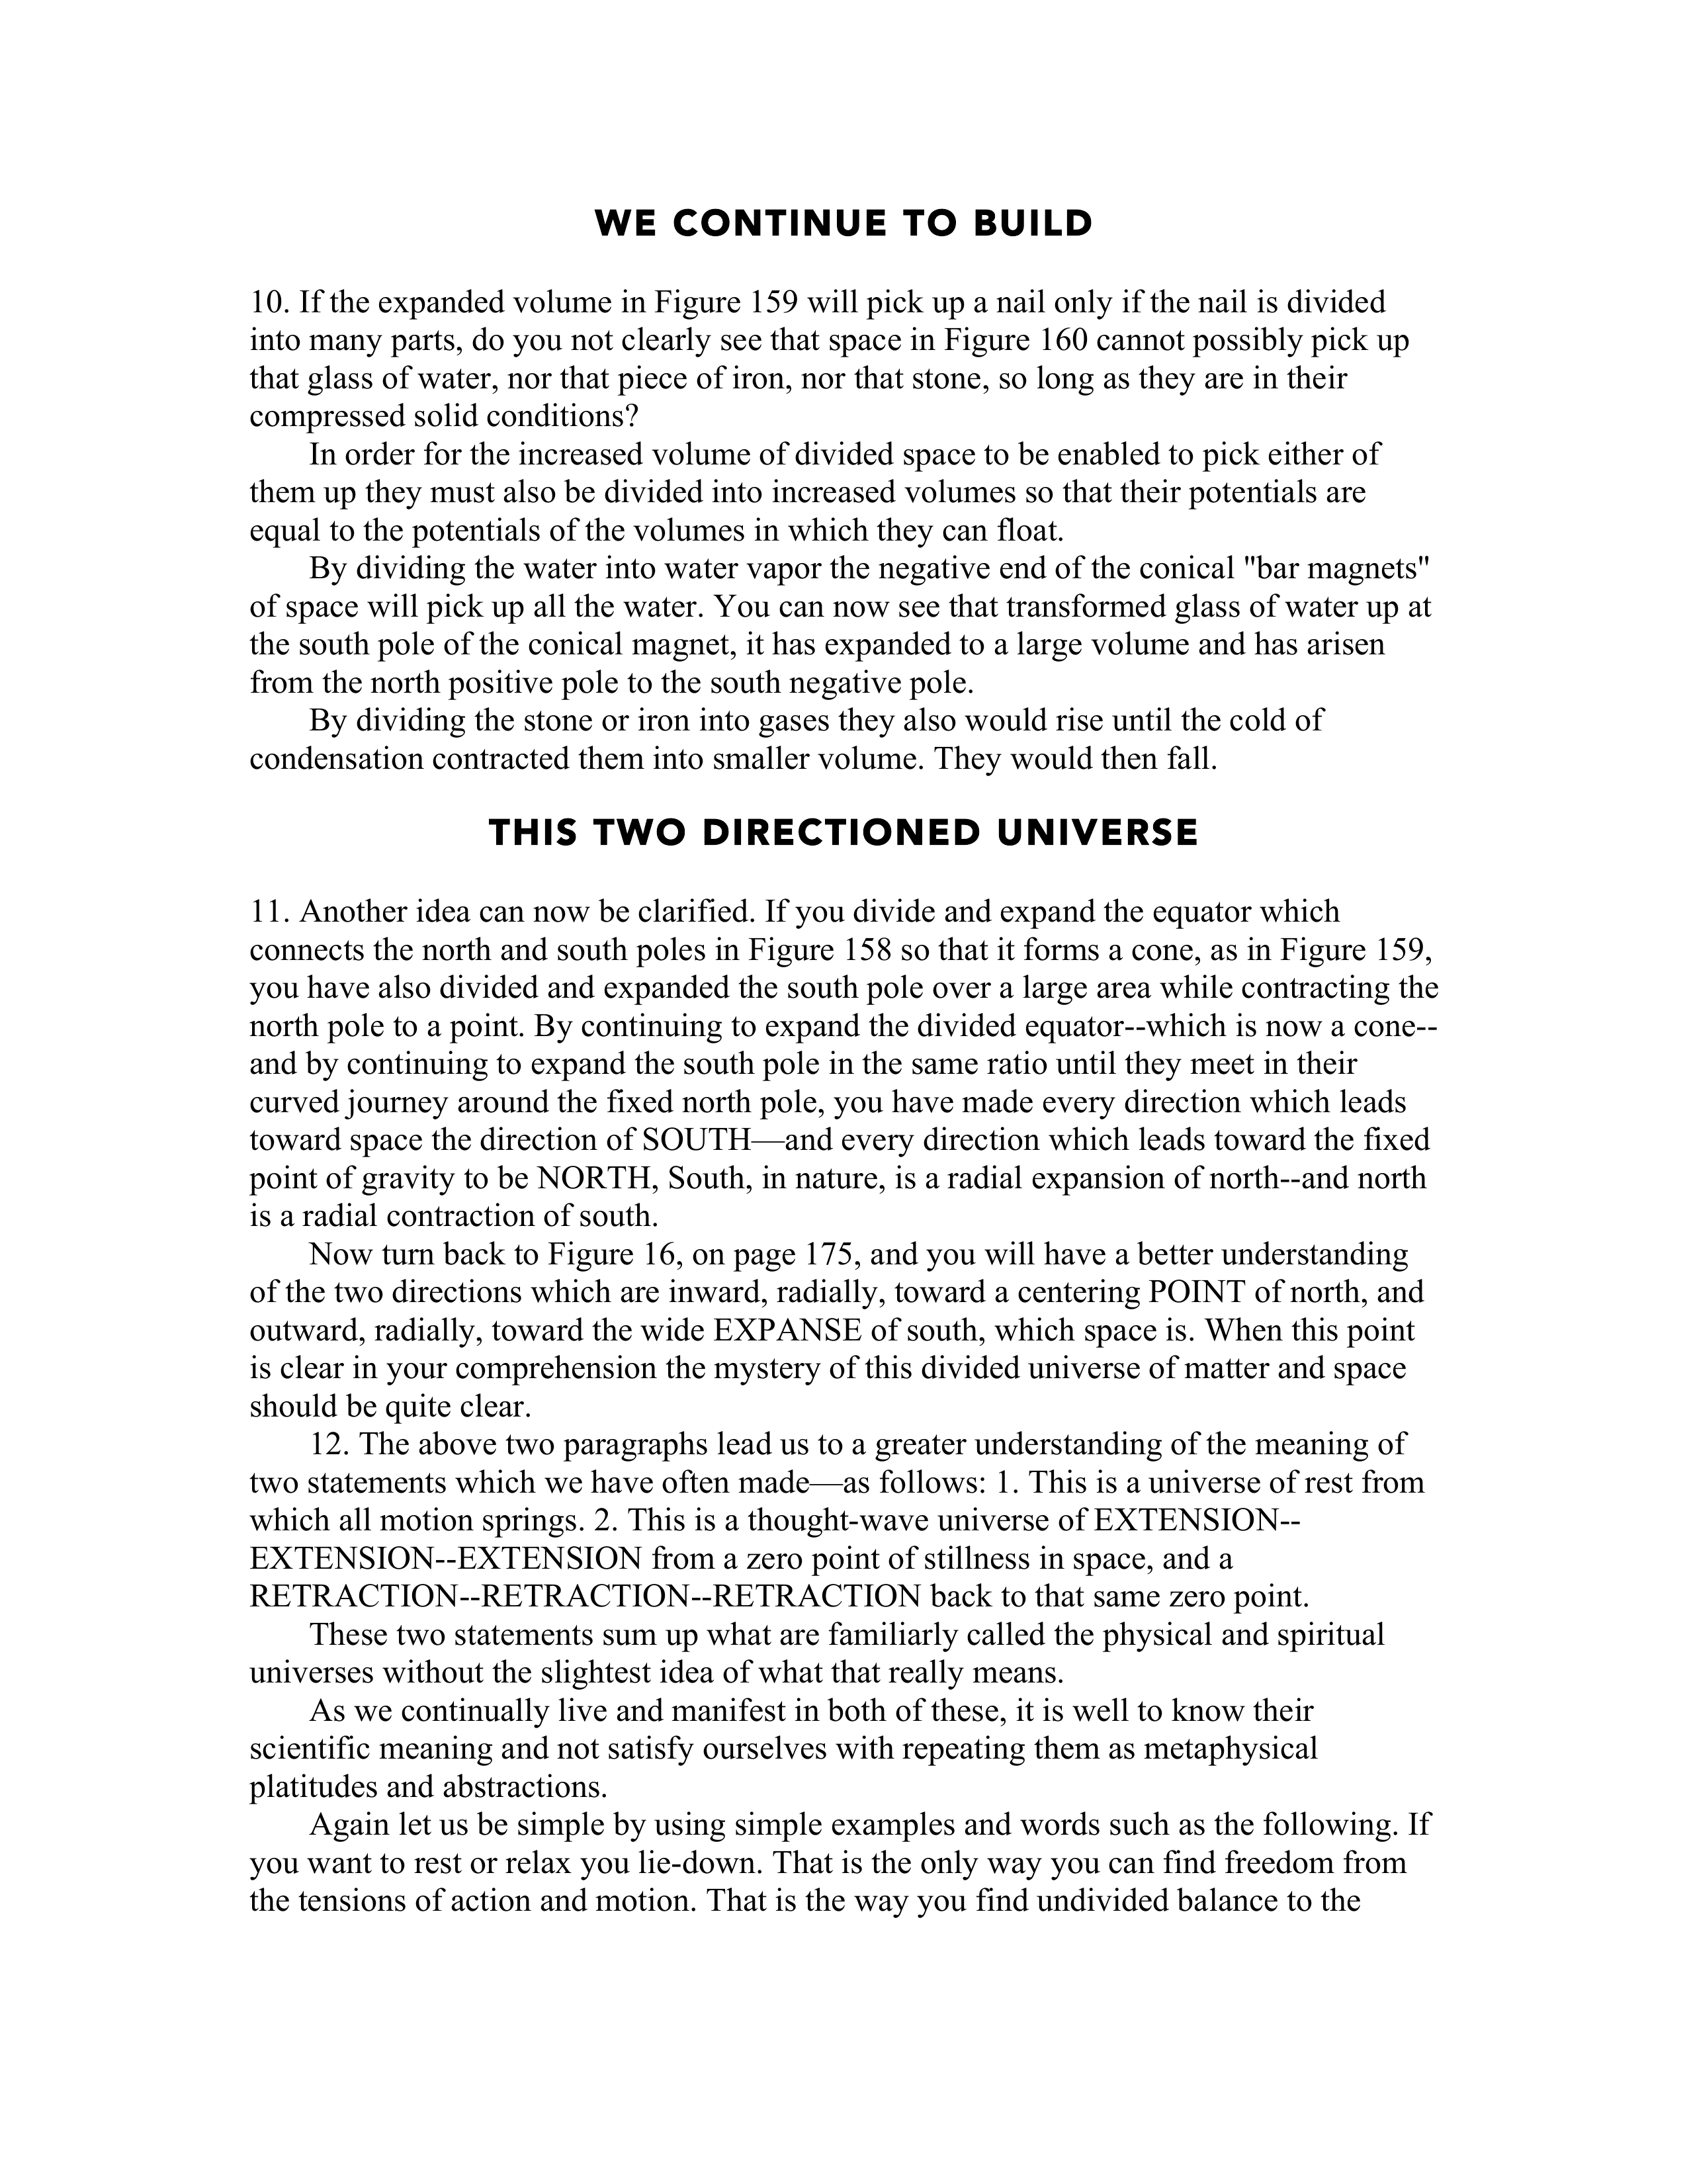 WE CONTINUE TO BUILD
10. If the expanded volume in Figure 159 will pick up a nail only if the nail is divided
into many parts, do you not clearly see that space in Figure 160 cannot possibly pick up
that glass of water, nor that piece of iron, nor that stone, so long as they are in their
compressed solid conditions?
In order for the increased volume of divided space to be enabled to pick either of
them up they must also be divided into increased volumes so that their potentials are
equal to the potentials of the volumes in which they can float.
By dividing the water into water vapor the negative end of the conical "bar magnets"
of space will pick up all the water. You can now see that transformed glass of water up at
the south pole of the conical magnet, it has expanded to a large volume and has arisen
from the north positive pole to the south negative pole.
By dividing the stone or iron into gases they also would rise until the cold of
condensation contracted them into smaller volume. They would then fall.
THIS TWO DIRECTIONED UNIVERSE
11. Another idea can now be clarified. If you divide and expand the equator which
connects the north and south poles in Figure 158 so that it forms a cone, as in Figure 159,
you have also divided and expanded the south pole over a large area while contracting the
north pole to a point. By continuing to expand the divided equator--which is now a cone--
and by continuing to expand the south pole in the same ratio until they meet in their
curved journey around the fixed north pole, you have made every direction which leads
toward space the direction of SOUTH—and every direction which leads toward the fixed
point of gravity to be NORTH, South, in nature, is a radial expansion of north--and north
is a radial contraction of south.
Now turn back to Figure 16, on page 175, and you will have a better understanding
of the two directions which are inward, radially, toward a centering POINT of north, and
outward, radially, toward the wide EXPANSE of south, which space is. When this point
is clear in your comprehension the mystery of this divided universe of matter and space
should be quite clear.
12. The above two paragraphs lead us to a greater understanding of the meaning of
two statements which we have often made—as follows: 1. This is a universe of rest from
which all motion springs. 2. This is a thought-wave universe of EXTENSION--
EXTENSION--EXTENSION from a zero point of stillness in space, and a
RETRACTION--RETRACTION--RETRACTION back to that same zero point.
These two statements sum up what are familiarly called the physical and spiritual
universes without the slightest idea of what that really means.
As we continually live and manifest in both of these, it is well to know their
scientific meaning and not satisfy ourselves with repeating them as metaphysical
platitudes and abstractions.
Again let us be simple by using simple examples and words such as the following. If
you want to rest or relax you lie-down. That is the only way you can find freedom from
the tensions of action and motion. That is the way you find undivided balance to the